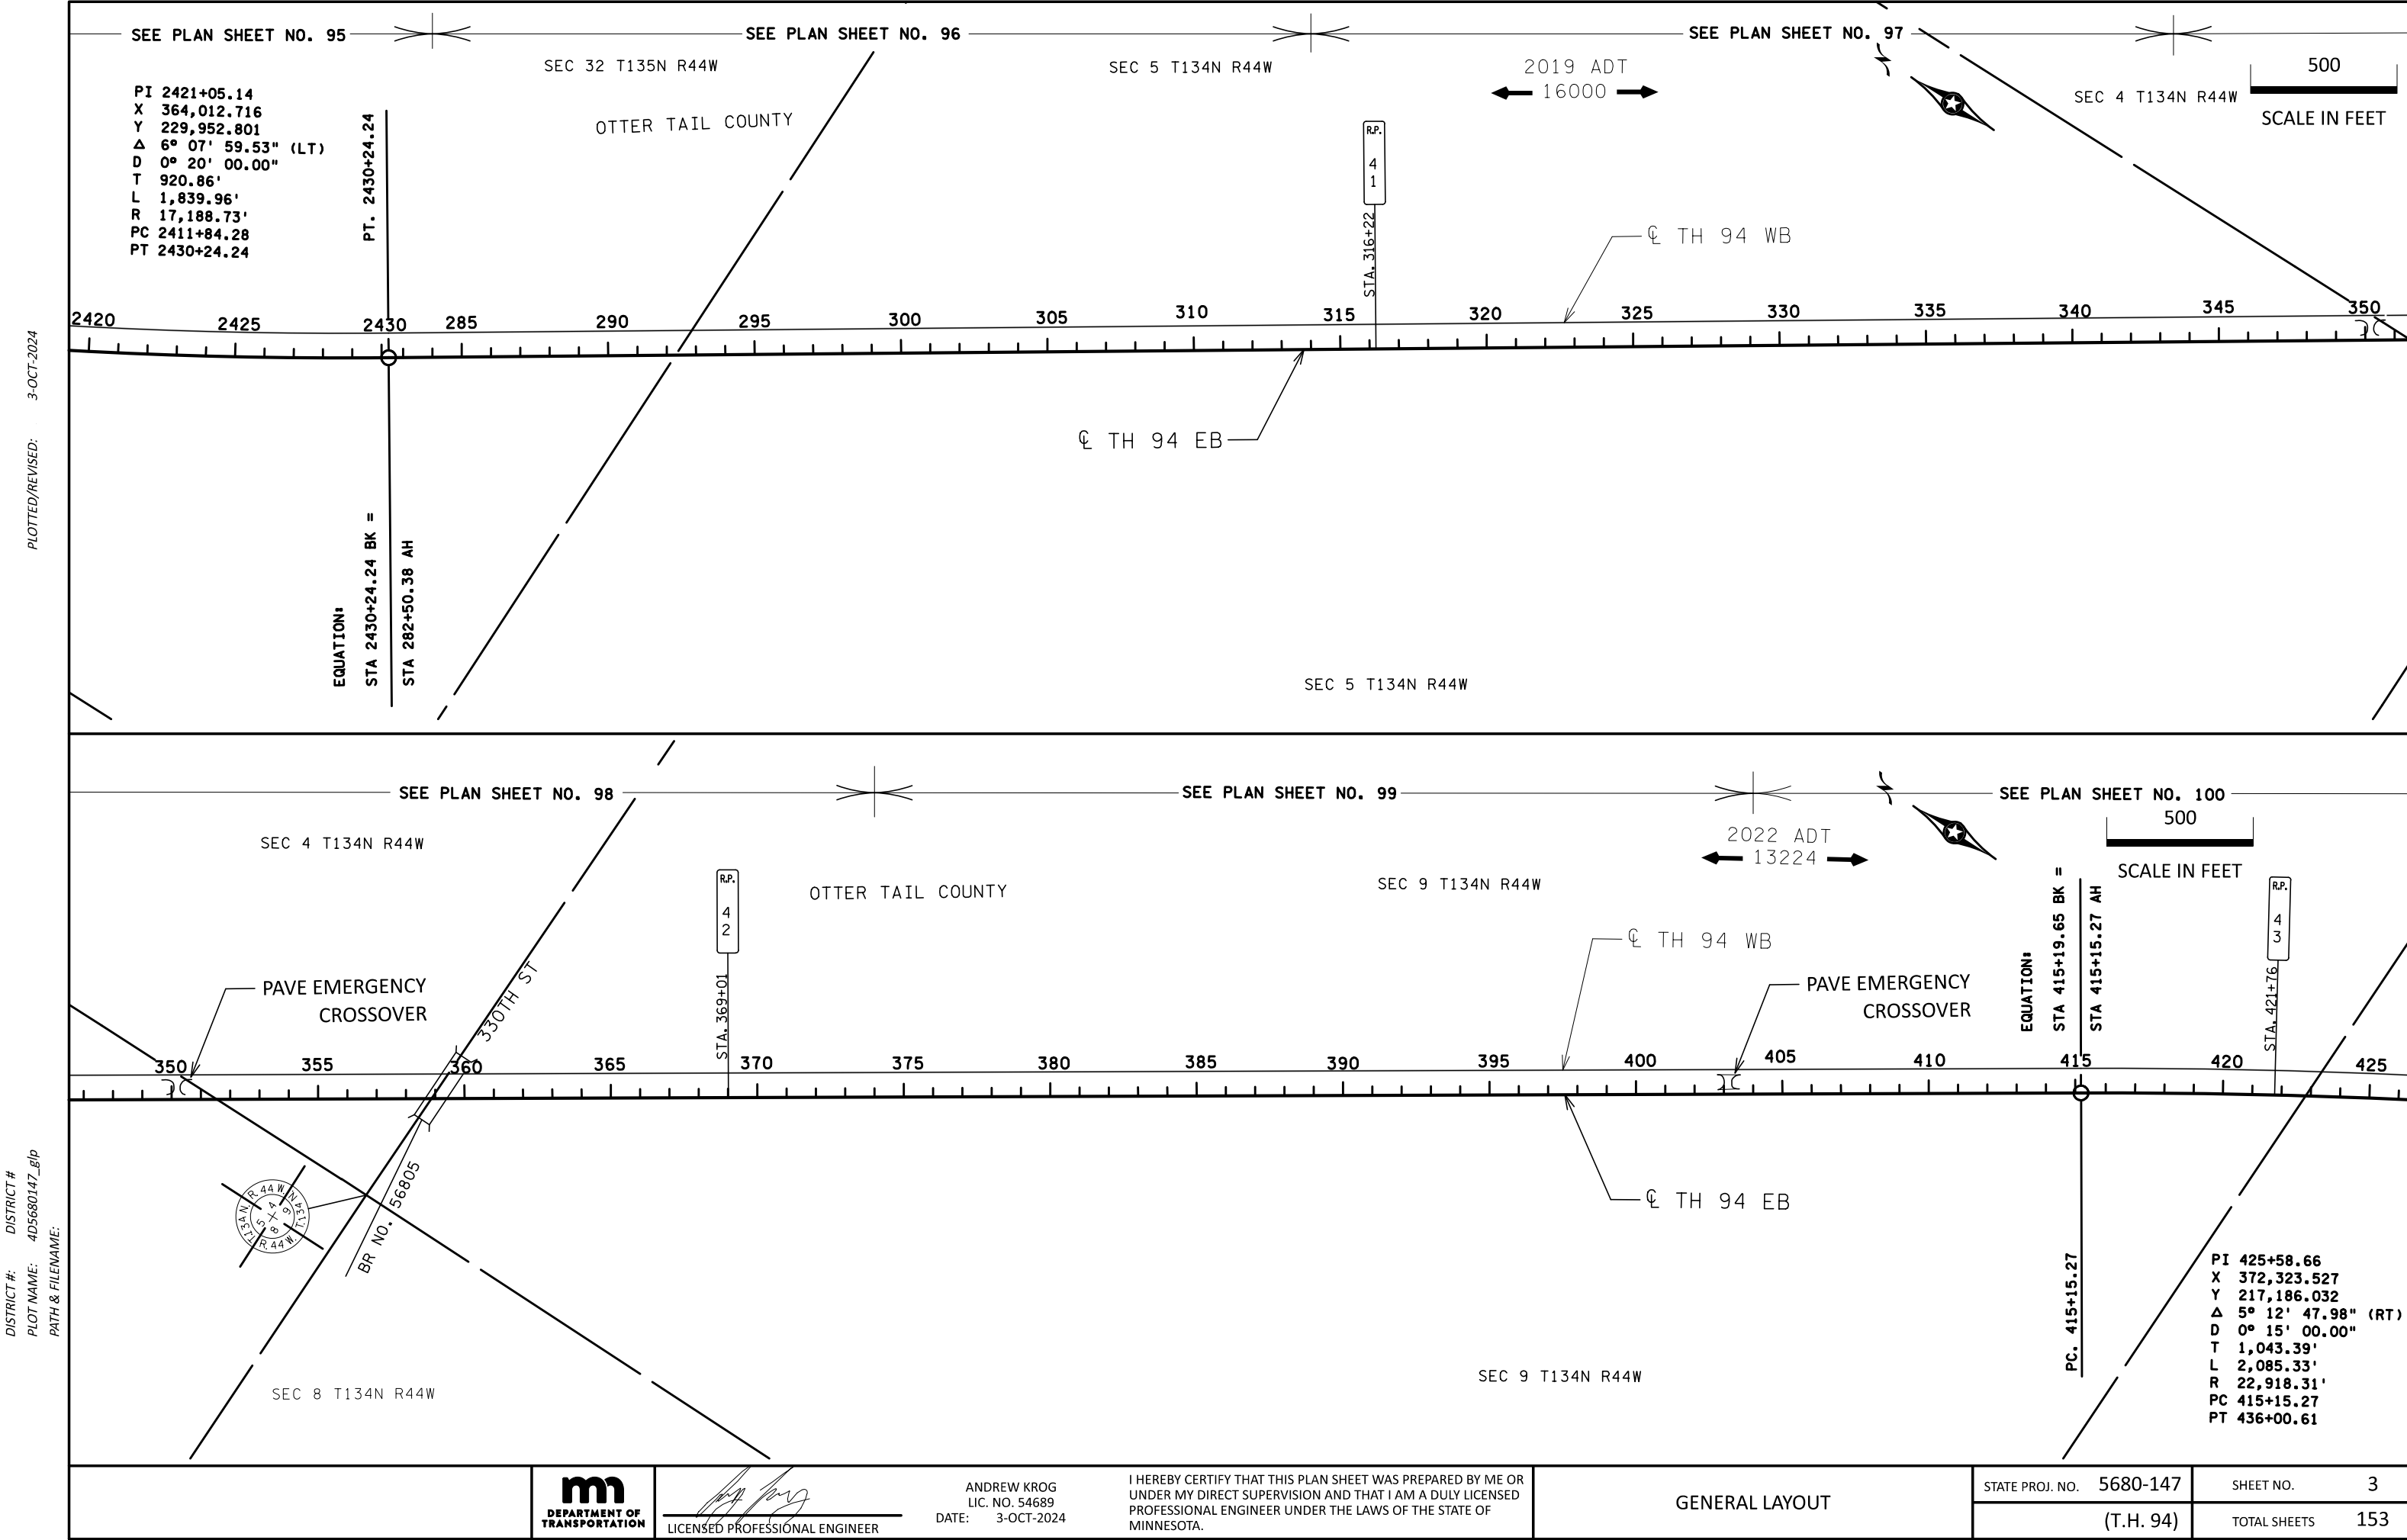 SEE PLAN SHEET NO. 95
SEE PLAN SHEET NO. 96
SEE PLAN SHEET NO. 97
SEC 32 T135N R44W
SEC 5 T134N R44W
2019 ADT
16000
SEC 4 T134N R44W
500
SCALE IN FEET
PI 2421+05.14
X 364,012.716
Y 229,952.801
Δ 6° 07' 59.53" (LT)
D 0° 20' 00.00"
T 920.86'
L 1,839.96'
R 17,188.73'
PC 2411+84.28
PT 2430+24.24
PT. 2430+24.24
OTTER TAIL COUNTY
R.P.
4
1
STA. 316+22
℄ TH 94 WB
2420 2425 2430 285 290 295 300 305 310 315 320 325 330 335 340 345 350
℄ TH 94 EB
EQUATION:
STA 2430+24.24 BK =
STA 282+50.38 AH
SEC 5 T134N R44W
SEE PLAN SHEET NO. 98
SEE PLAN SHEET NO. 99
SEE PLAN SHEET NO. 100
SEC 4 T134N R44W
2022 ADT
13224
500
SCALE IN FEET
R.P.
4
2
STA. 369+01
OTTER TAIL COUNTY
SEC 9 T134N R44W
℄ TH 94 WB
PAVE EMERGENCY
CROSSOVER
330TH ST
PAVE EMERGENCY
CROSSOVER
EQUATION:
STA 415+19.65 BK =
STA 415+15.27 AH
R.P.
4
3
STA. 421+76
350 355 360 365 370 375 380 385 390 395 400 405 410 415 420 425
T.134N. R.44W. T.134N. R.44W.
5 4
8 9
BR NO. 56805
℄ TH 94 EB
PC. 415+15.27
PI 425+58.66
X 372,323.527
Y 217,186.032
Δ 5° 12' 47.98" (RT)
D 0° 15' 00.00"
T 1,043.39'
L 2,085.33'
R 22,918.31'
PC 415+15.27
PT 436+00.61
SEC 8 T134N R44W
SEC 9 T134N R44W
PLOTTED/REVISED: 3-OCT-2024
DISTRICT #: DISTRICT #
PLOT NAME: 4D5680147_glp
PATH & FILENAME:
m
DEPARTMENT OF
TRANSPORTATION
LICENSED PROFESSIONAL ENGINEER
ANDREW KROG
LIC. NO. 54689
DATE: 3-OCT-2024
I HEREBY CERTIFY THAT THIS PLAN SHEET WAS PREPARED BY ME OR
UNDER MY DIRECT SUPERVISION AND THAT I AM A DULY LICENSED
PROFESSIONAL ENGINEER UNDER THE LAWS OF THE STATE OF
MINNESOTA.
GENERAL LAYOUT
STATE PROJ. NO. 5680-147
(T.H. 94)
SHEET NO. 3
TOTAL SHEETS 153